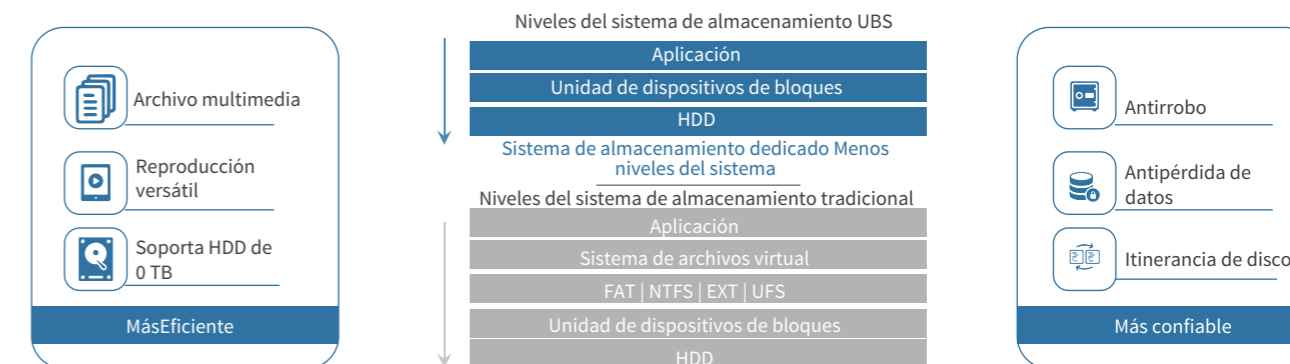 Archivo multimedia
Reproducción
versátil
Soporta HDD de
0 TB
MásEficiente
Niveles del sistema de almacenamiento UBS
Aplicación
Unidad de dispositivos de bloques
HDD
Sistema de almacenamiento dedicado Menos
niveles del sistema
Niveles del sistema de almacenamiento tradicional
Aplicación
Sistema de archivos virtual
FAT | NTFS | EXT | UFS
Unidad de dispositivos de bloques
HDD
Antirrobo
Antipérdida de
datos
Itinerancia de disco
Más confiable